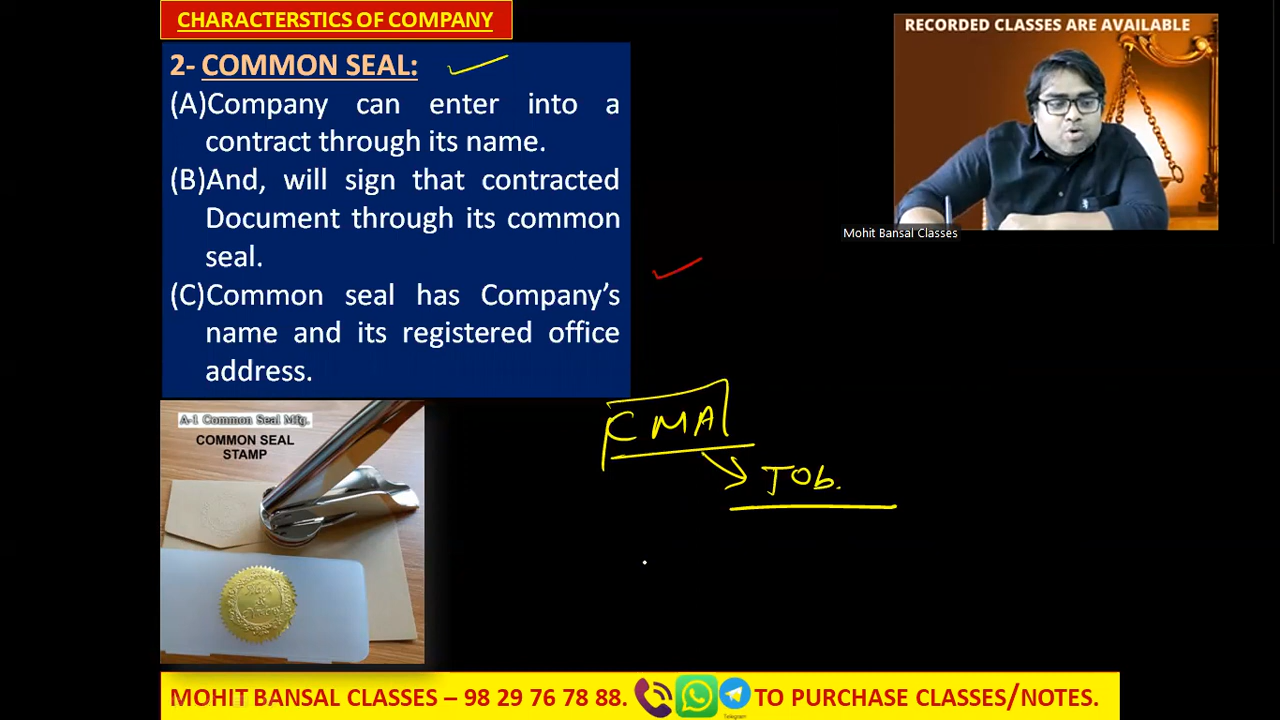 CHARACTERSTICS OF COMPANY
RECORDED CLASSES ARE AVAILABLE
2- COMMON SEAL:
(A)Company can enter into a
contract through its name.
(B)And, will sign that contracted
Document through its common
seal.
(C)Common seal has Company’s
name and its registered office
address.
Mohit Bansal Classes
A-1 Common Seal Mfg.
COMMON SEAL
STAMP
CMA
JOb.
MOHIT BANSAL CLASSES – 98 29 76 78 88.
Telegram
TO PURCHASE CLASSES/NOTES.